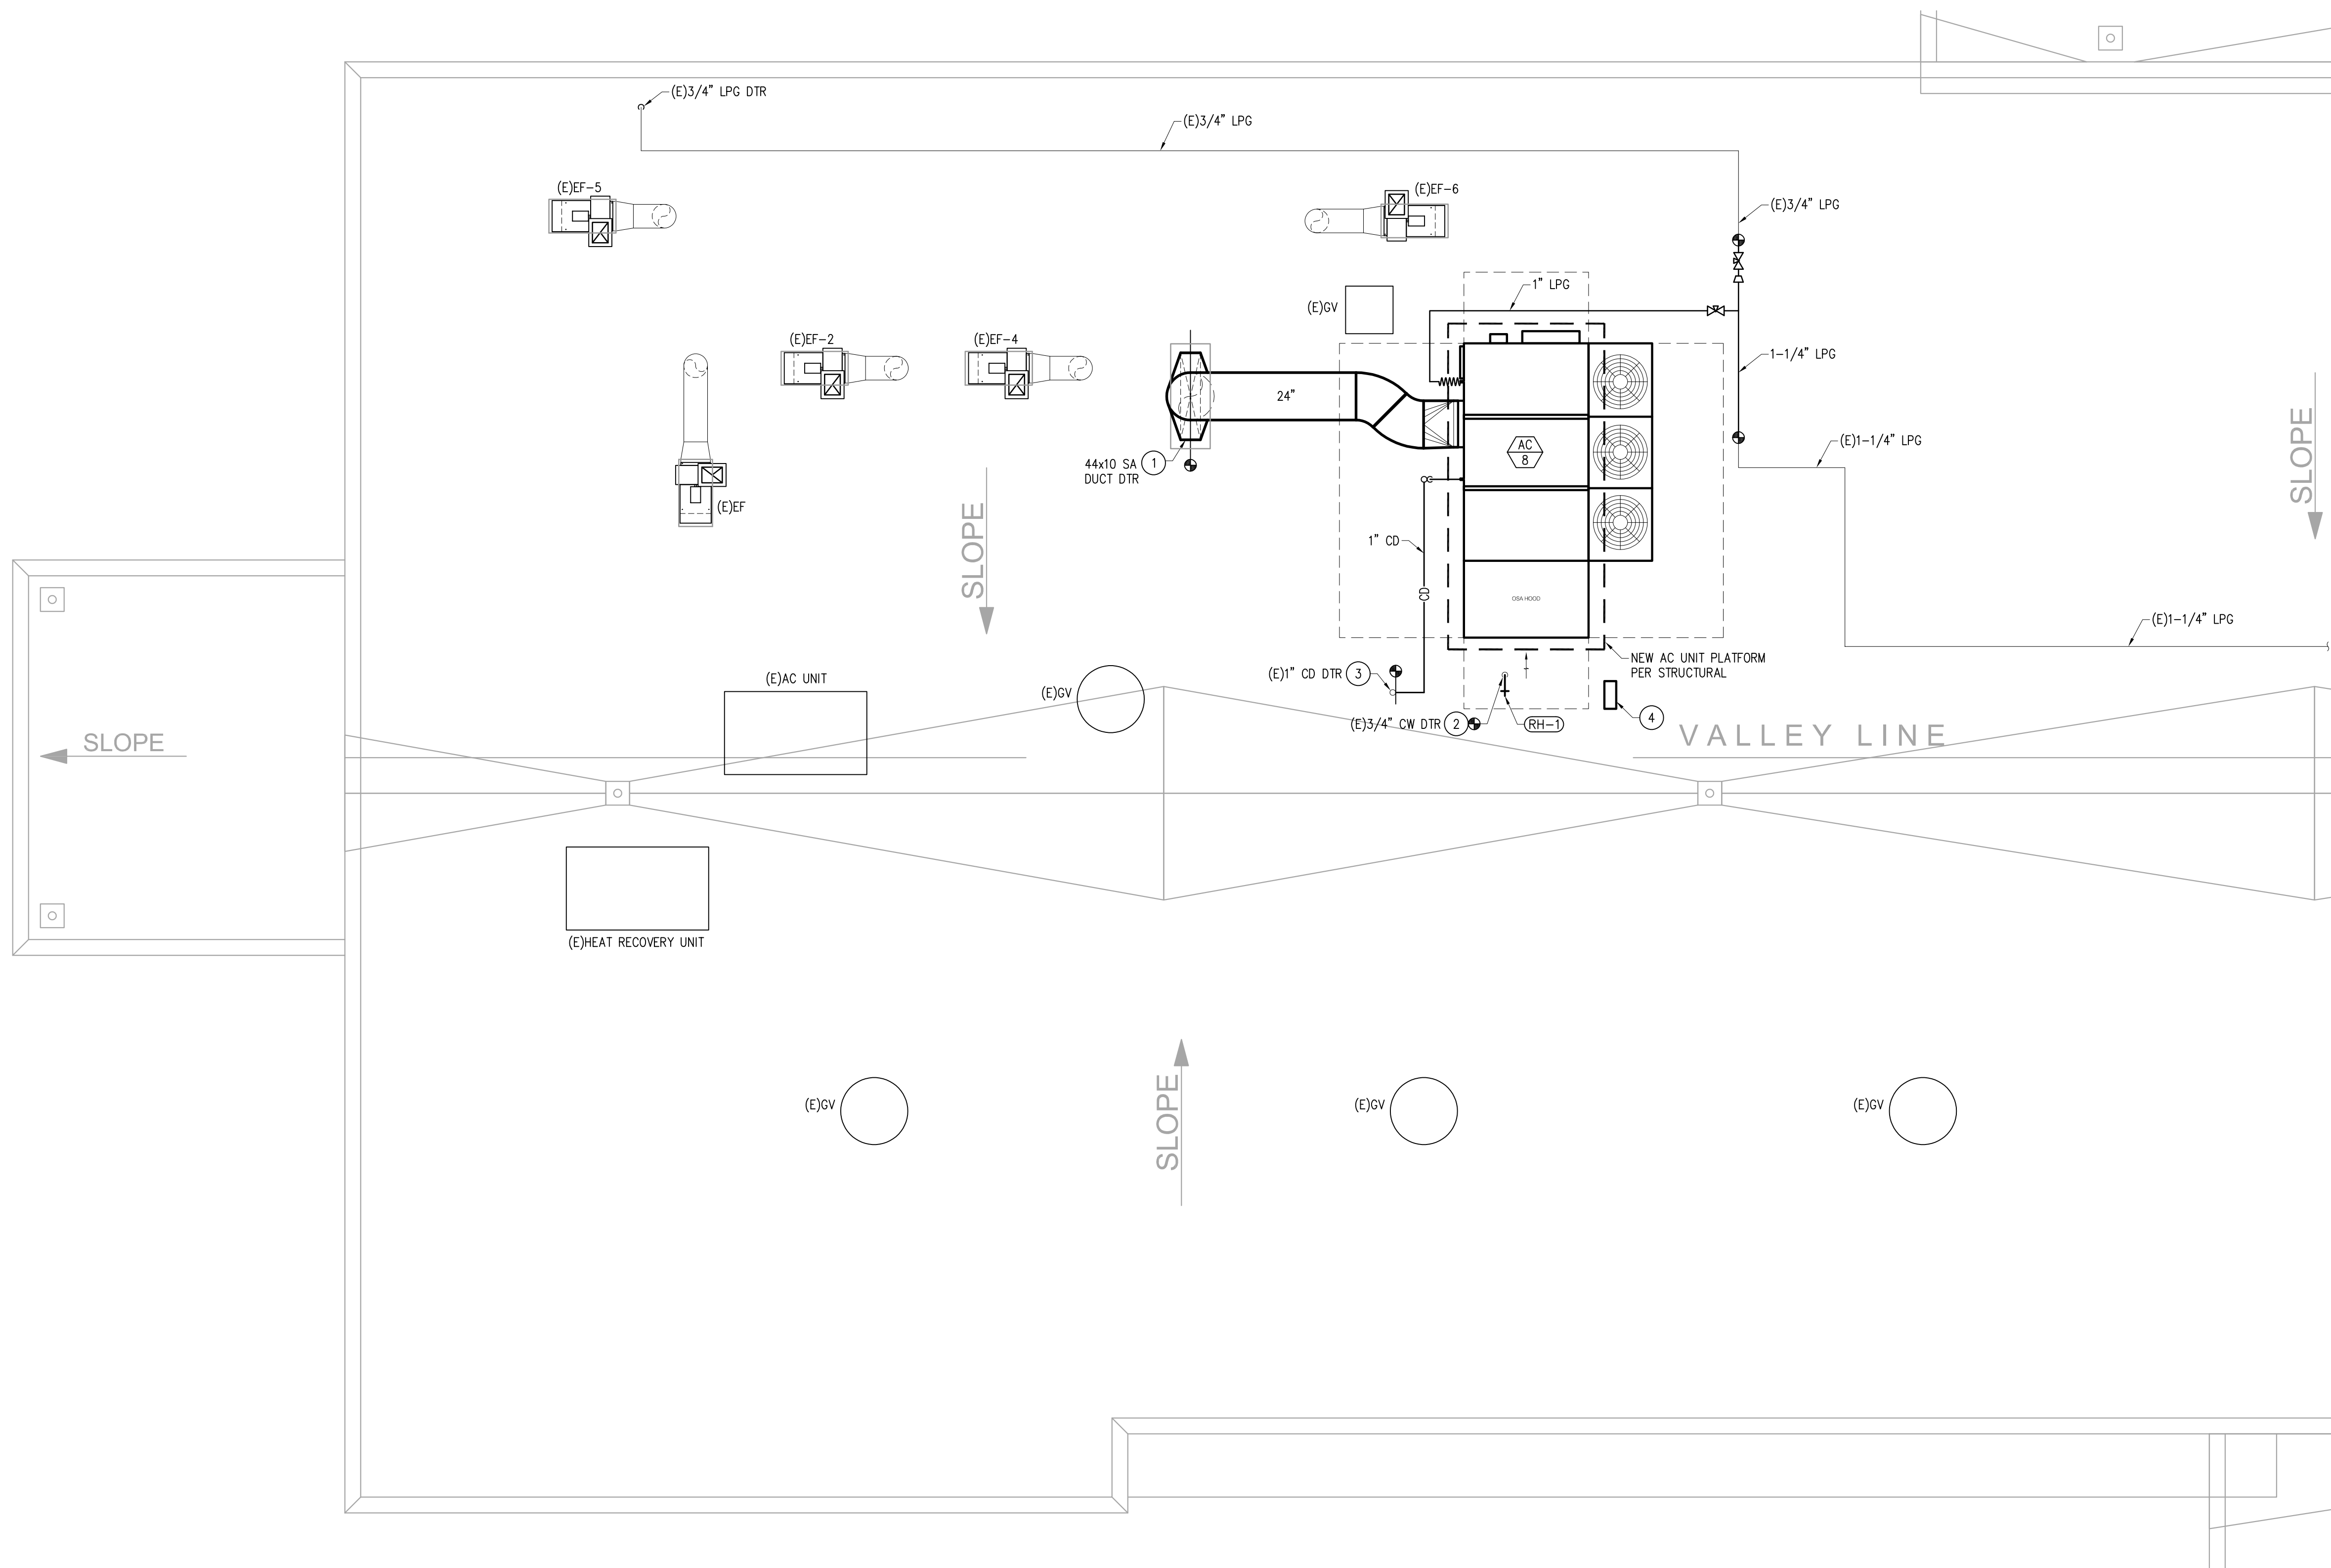 (E)3/4" LPG DTR
(E)3/4" LPG
(E)EF-5
(E)EF-6
(E)3/4" LPG
1" LPG
(E)GV
(E)EF-2
(E)EF-4
1-1/4" LPG
24"
(E)1-1/4" LPG
AC
8
44x10 SA
DUCT DTR
1
(E)EF
SLOPE
SLOPE
1" CD
CD
OSA HOOD
(E)1-1/4" LPG
NEW AC UNIT PLATFORM
PER STRUCTURAL
(E)1" CD DTR
3
(E)AC UNIT
(E)GV
(E)3/4" CW DTR
2
RH-1
4
SLOPE
VALLEY LINE
(E)HEAT RECOVERY UNIT
(E)GV
SLOPE
(E)GV
(E)GV